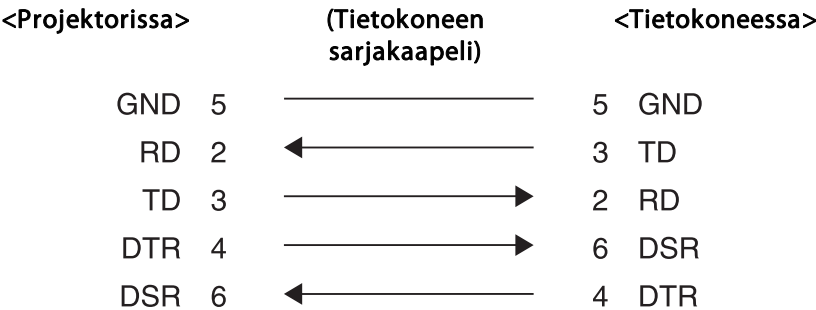 <Projektorissa> (Tietokoneen sarjakaapeli) <Tietokoneessa>
GND 5 5 GND
RD 2 3 TD
TD 3 2 RD
DTR 4 6 DSR
DSR 6 4 DTR